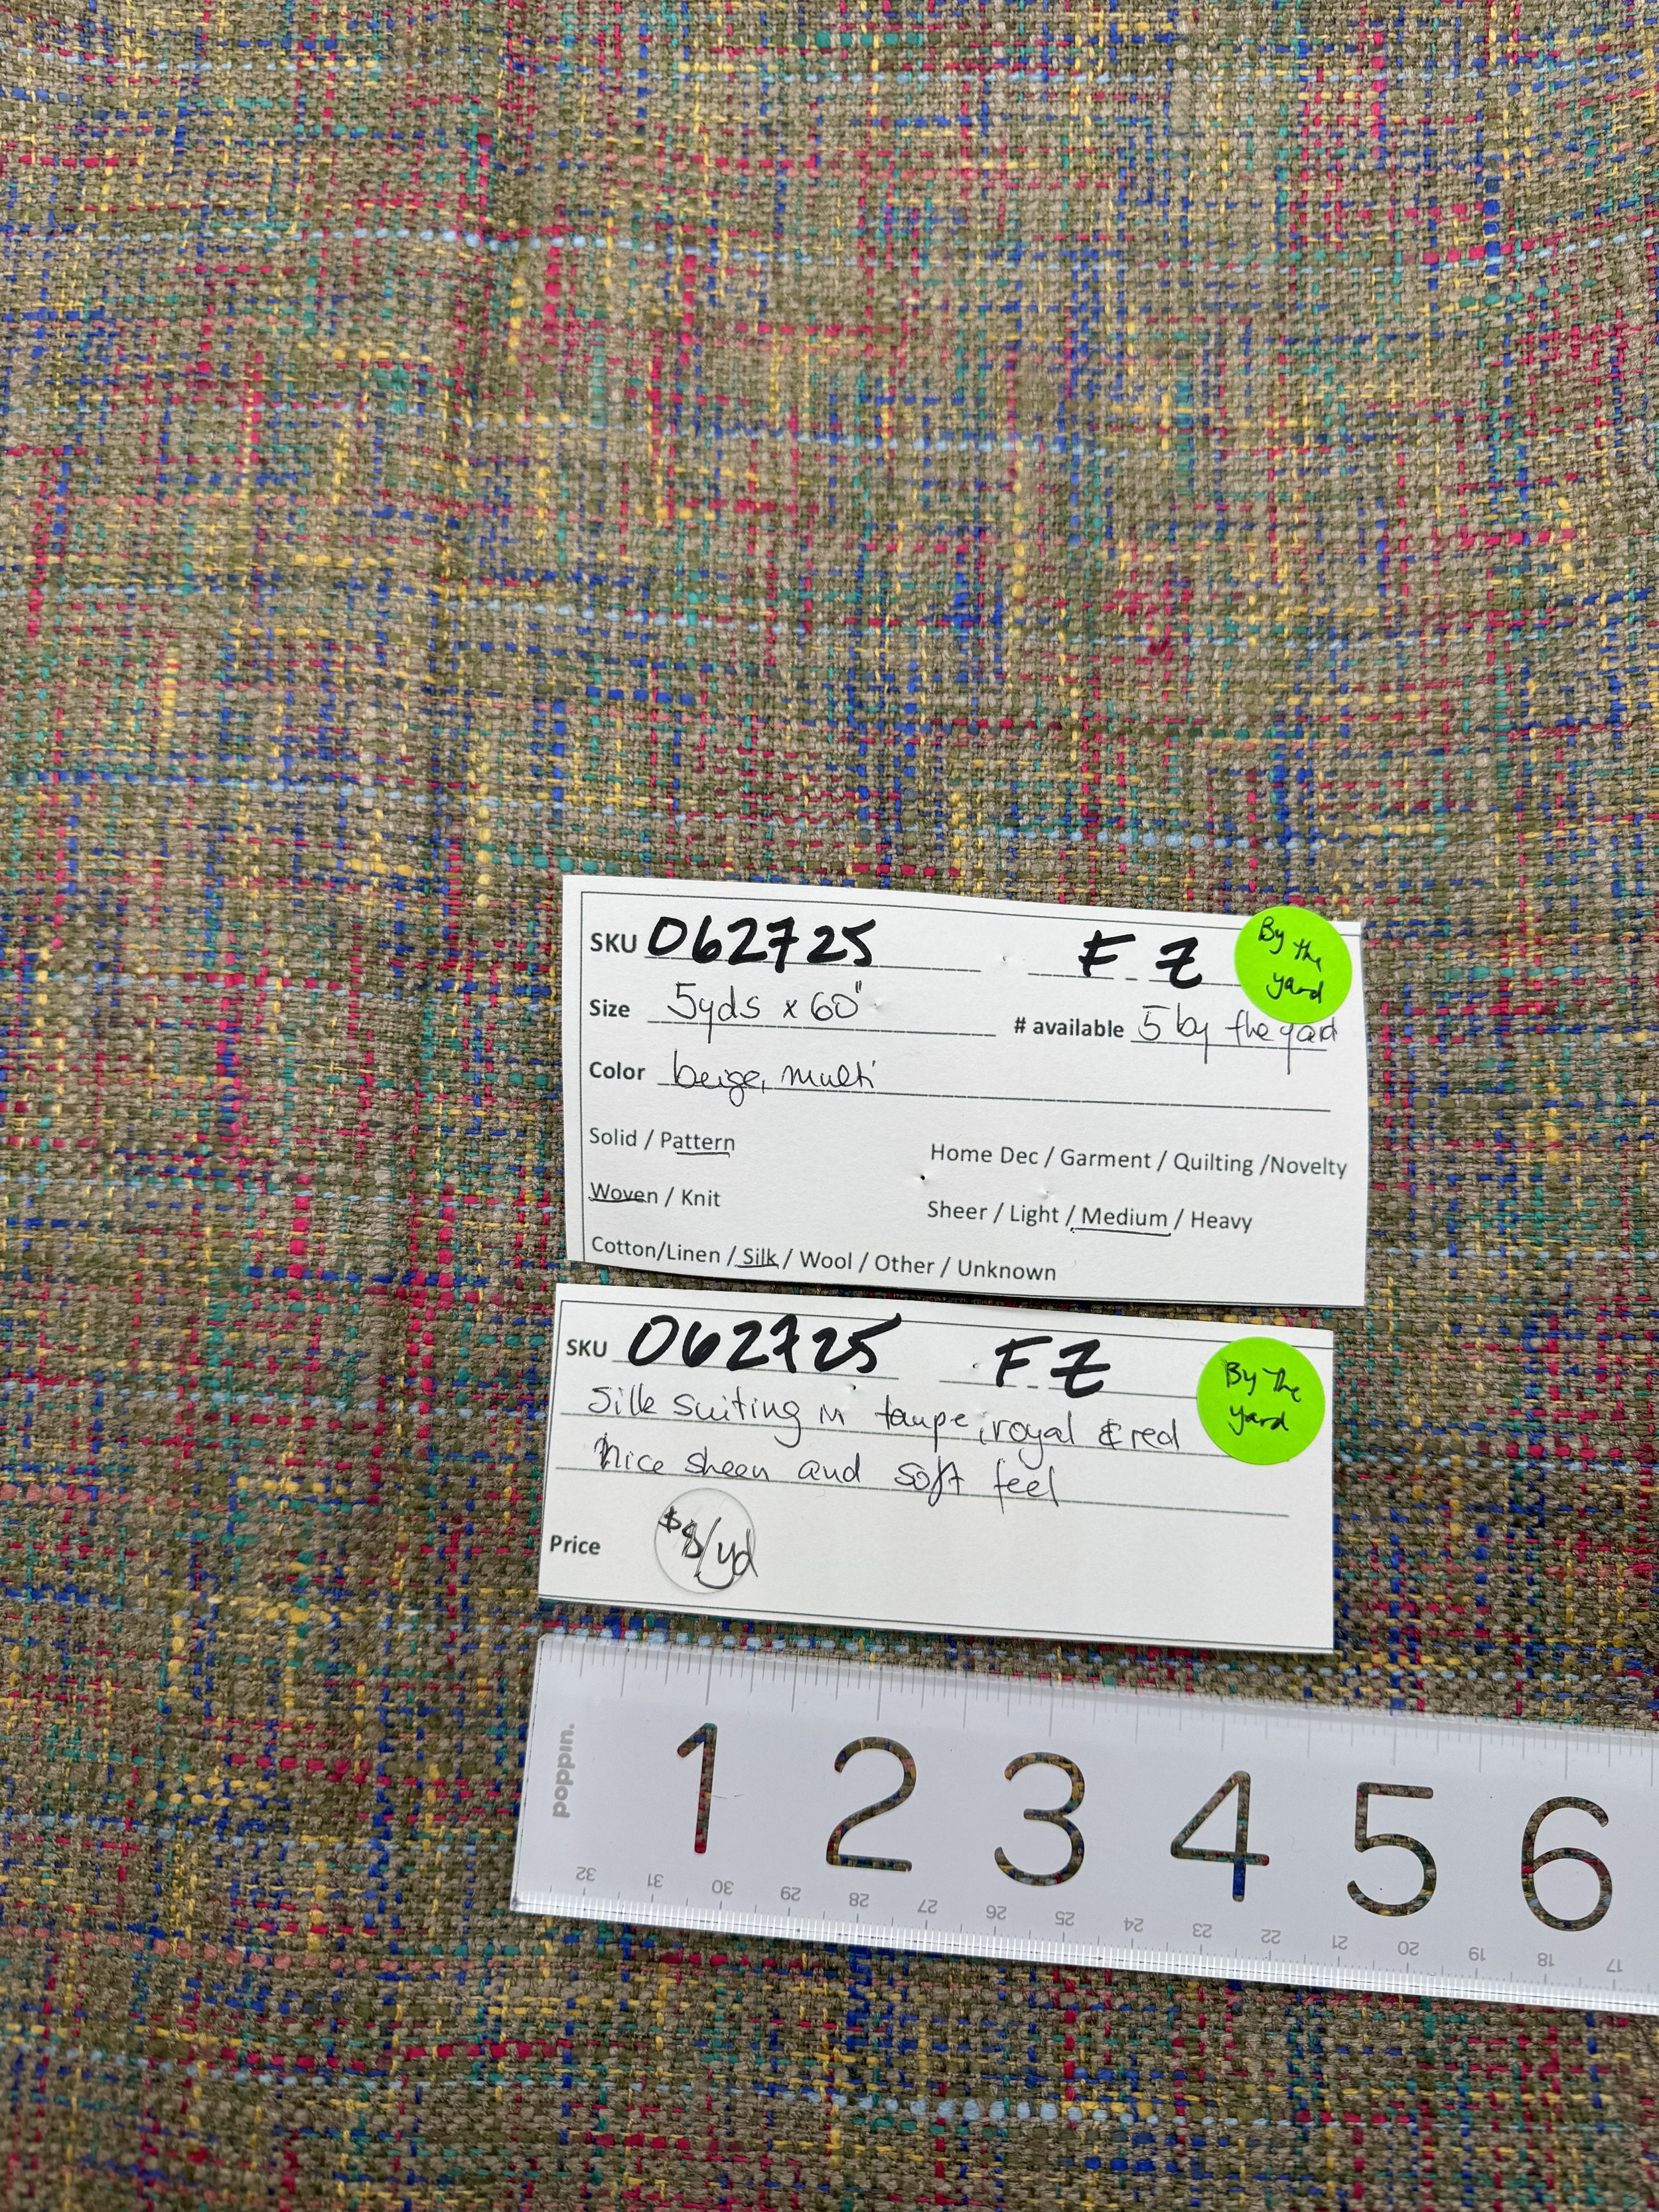 SKU 062725 FZ
By the
yard
Size 5yds x 60"
# available 5 by the yard
Color beige, multi
Solid / Pattern
Home Dec / Garment / Quilting /Novelty
Woven / Knit
Sheer / Light / Medium / Heavy
Cotton/Linen / Silk / Wool / Other / Unknown
SKU 062725 FZ
By the
yard
Silk suiting in taupe, royal & red
Nice sheen and soft feel
Price /yd
poppin.
1 2 3 4 5 6
32 31 30 29 28 27 26 25 24 23 22 21 20 19 18 17